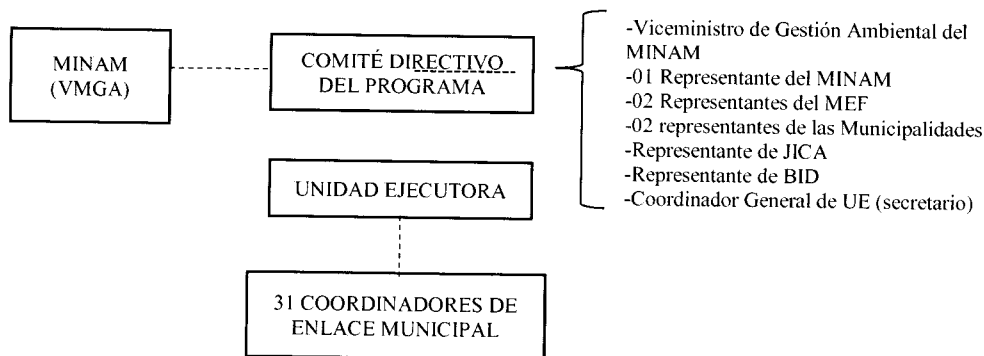 MINAM
(VMGA)
COMITÉ DIRECTIVO
DEL PROGRAMA
-Viceministro de Gestión Ambiental del
MINAM
-01 Representante del MINAM
-02 Representantes del MEF
-02 representantes de las Municipalidades
-Representante de JICA
-Representante de BID
-Coordinador General de UE (secretario)
UNIDAD EJECUTORA
31 COORDINADORES DE
ENLACE MUNICIPAL